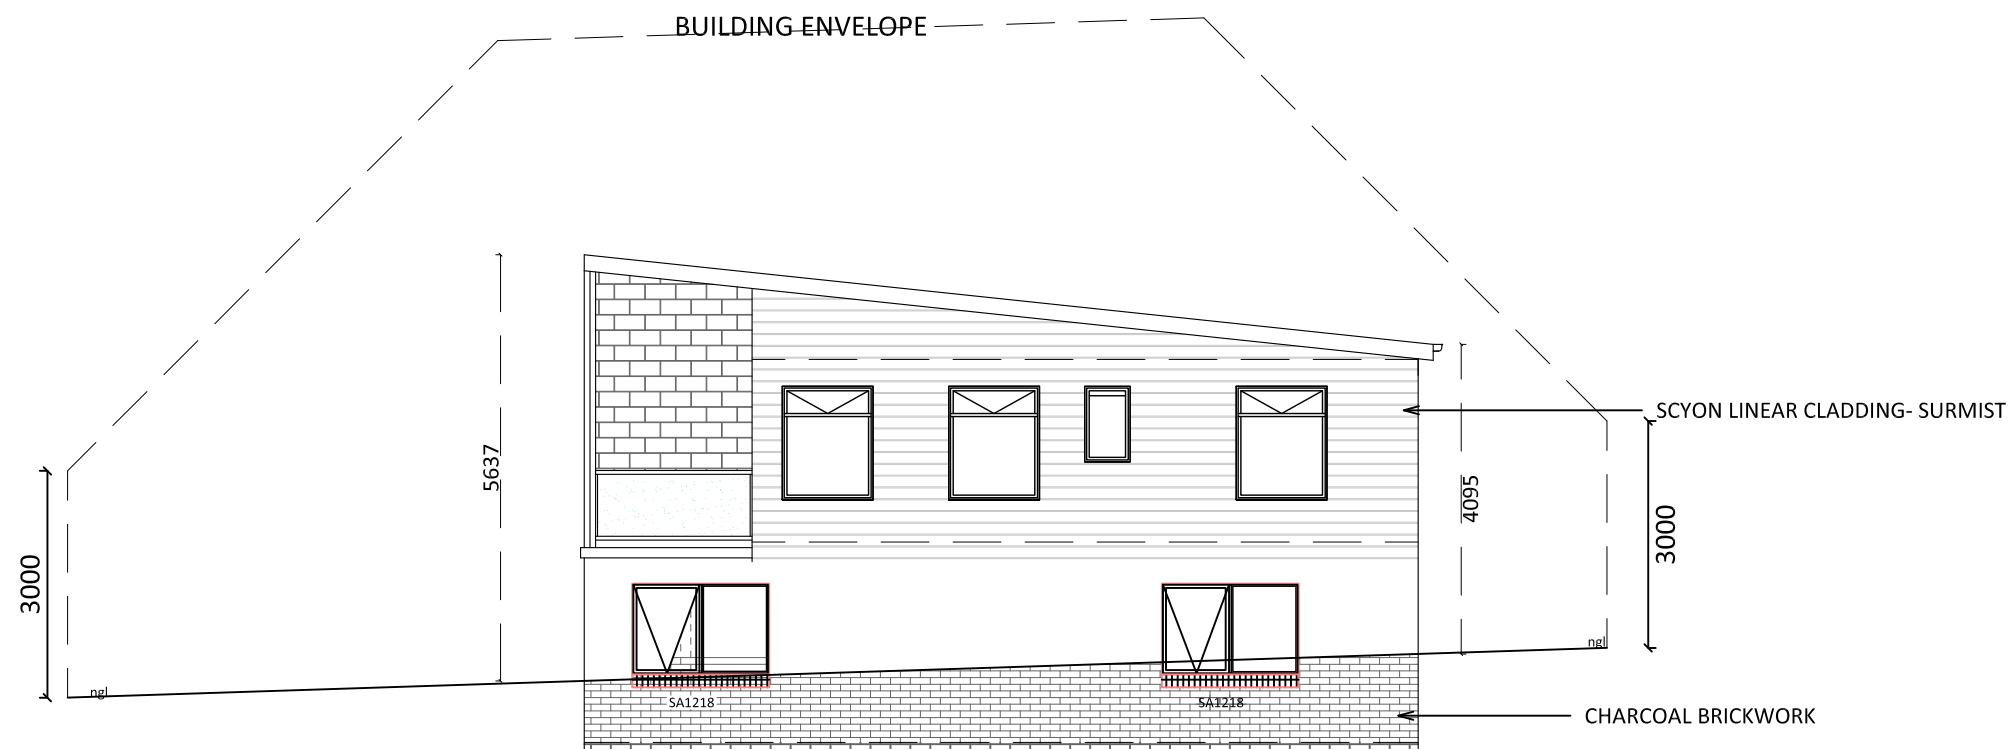 BUILDING ENVELOPE
SCYON LINEAR CLADDING- SURMIST
5637
4095
3000
3000
ngl
ngl
SA1218
SA1218
CHARCOAL BRICKWORK